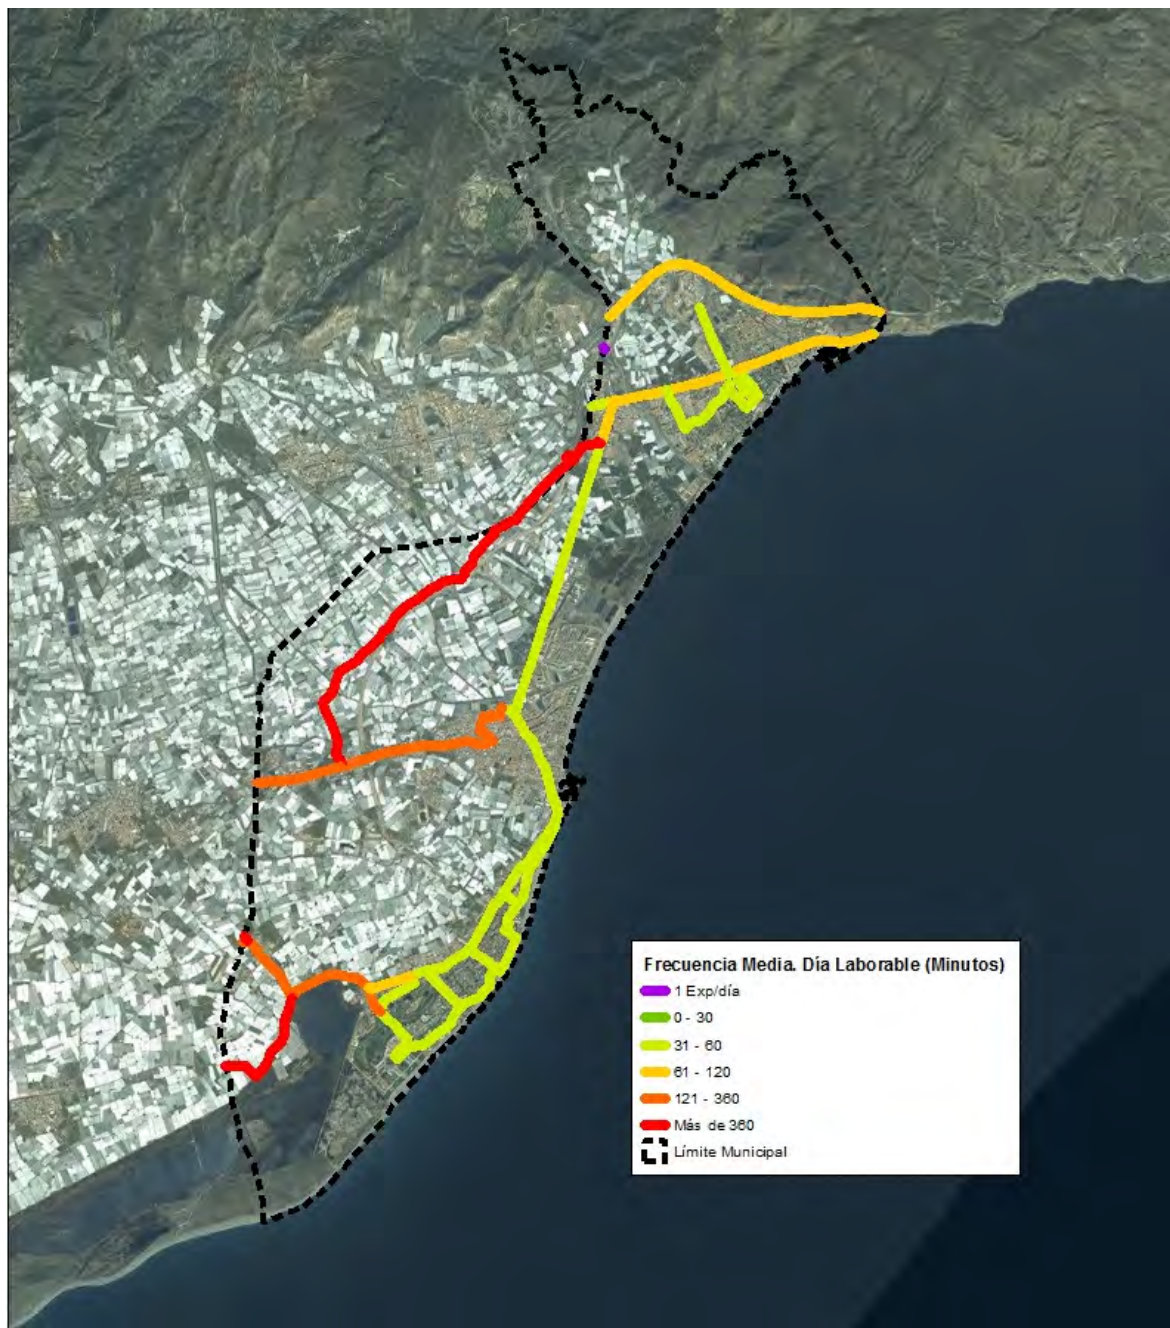 Frecuencia Media. Día Laborable (Minutos)
1 Exp/día
0 - 30
31 - 60
61 - 120
121 - 360
Más de 360
Límite Municipal